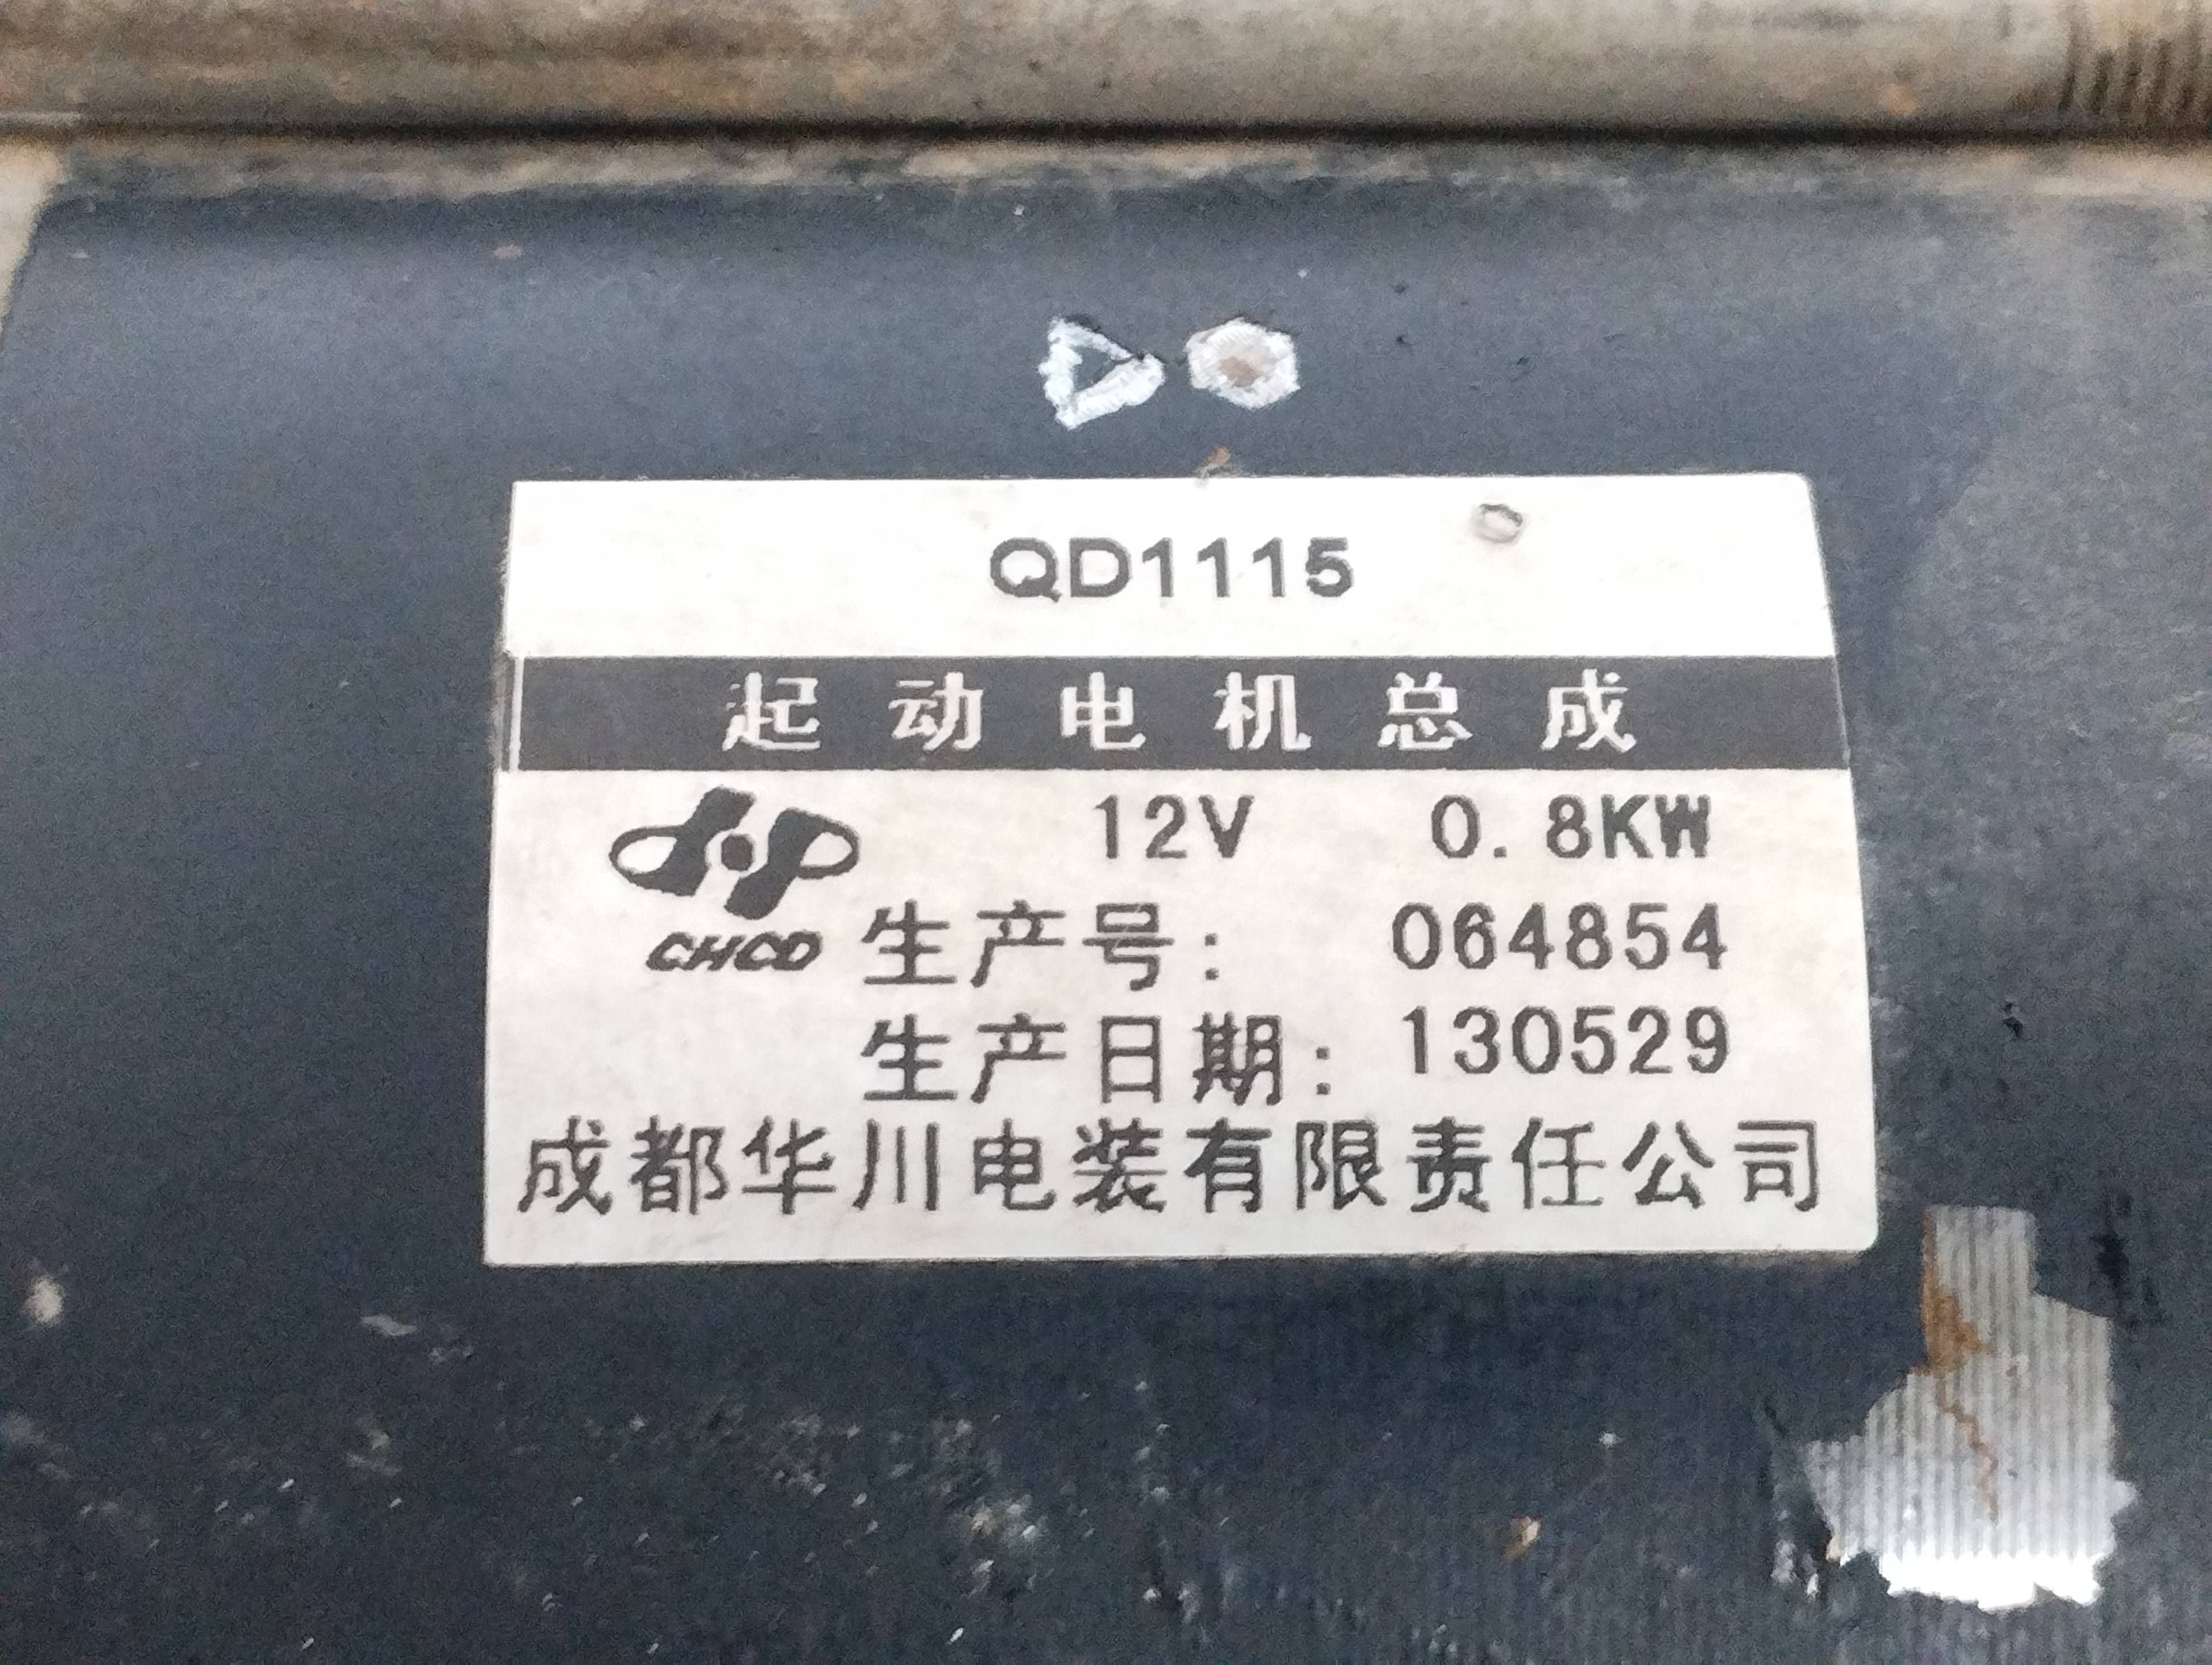 QD1115
起动电机总成
12V 0.8KW
CHCD 生产号: 064854
生产日期: 130529
成都华川电装有限责任公司